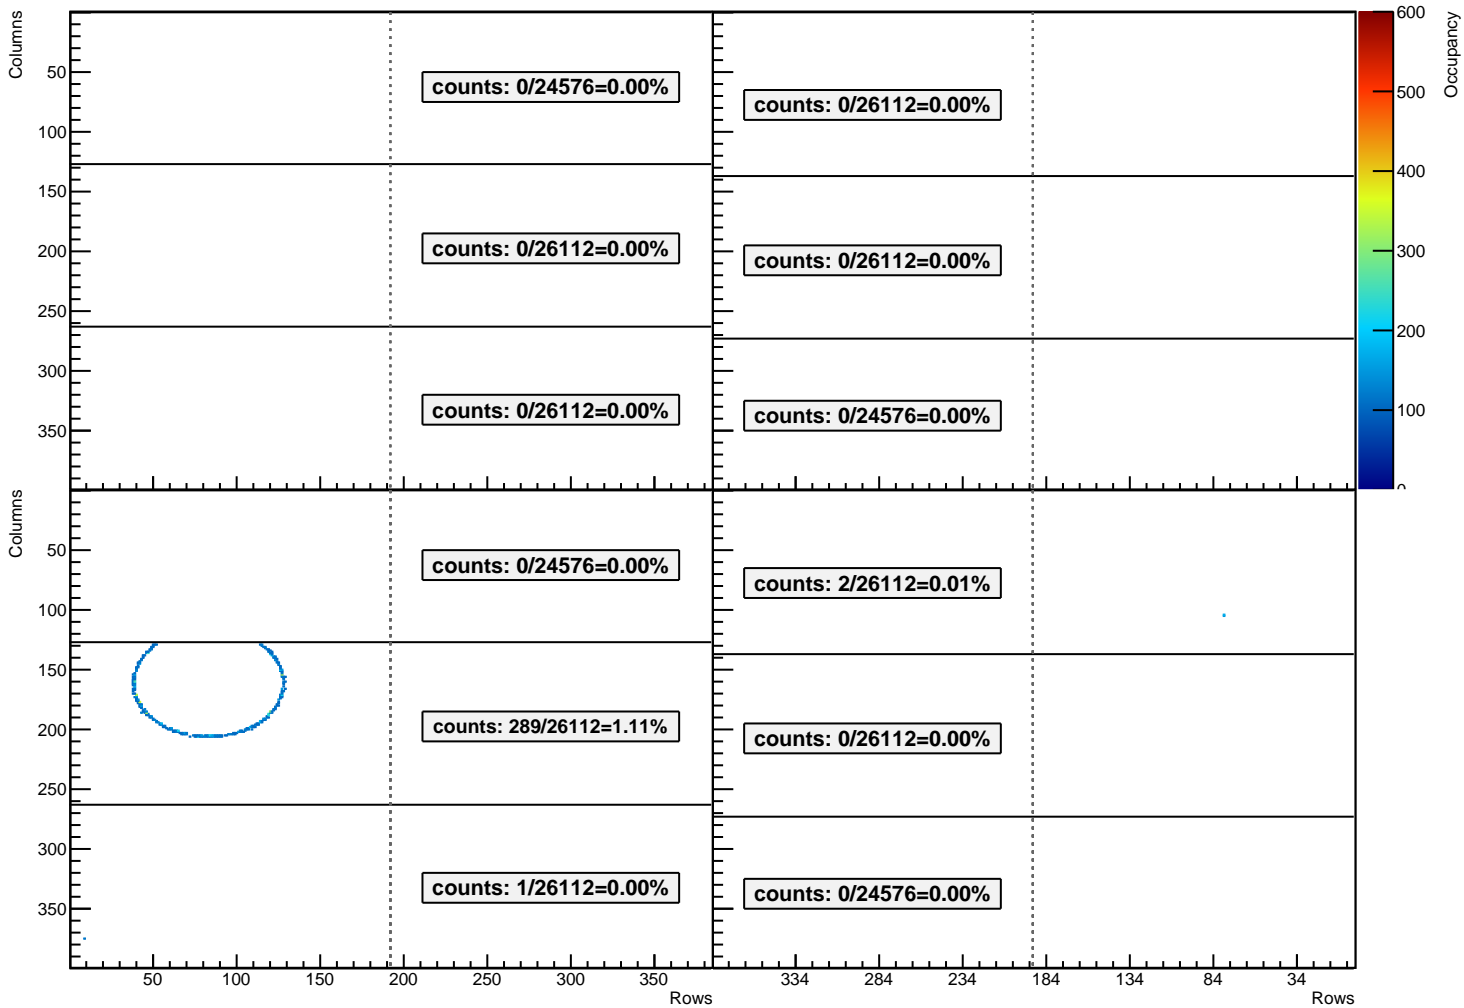 Columns
50
100
150
200
250
300
350
counts: 0/24576=0.00%
counts: 0/26112=0.00%
counts: 0/26112=0.00%
counts: 0/26112=0.00%
counts: 0/26112=0.00%
counts: 0/24576=0.00%
600
500
400
300
200
100
0
Occupancy
Columns
50
100
150
200
250
300
350
counts: 0/24576=0.00%
counts: 289/26112=1.11%
counts: 1/26112=0.00%
counts: 2/26112=0.01%
counts: 0/26112=0.00%
counts: 0/24576=0.00%
50 100 150 200 250 300 350
Rows
334 284 234 184 134 84 34
Rows